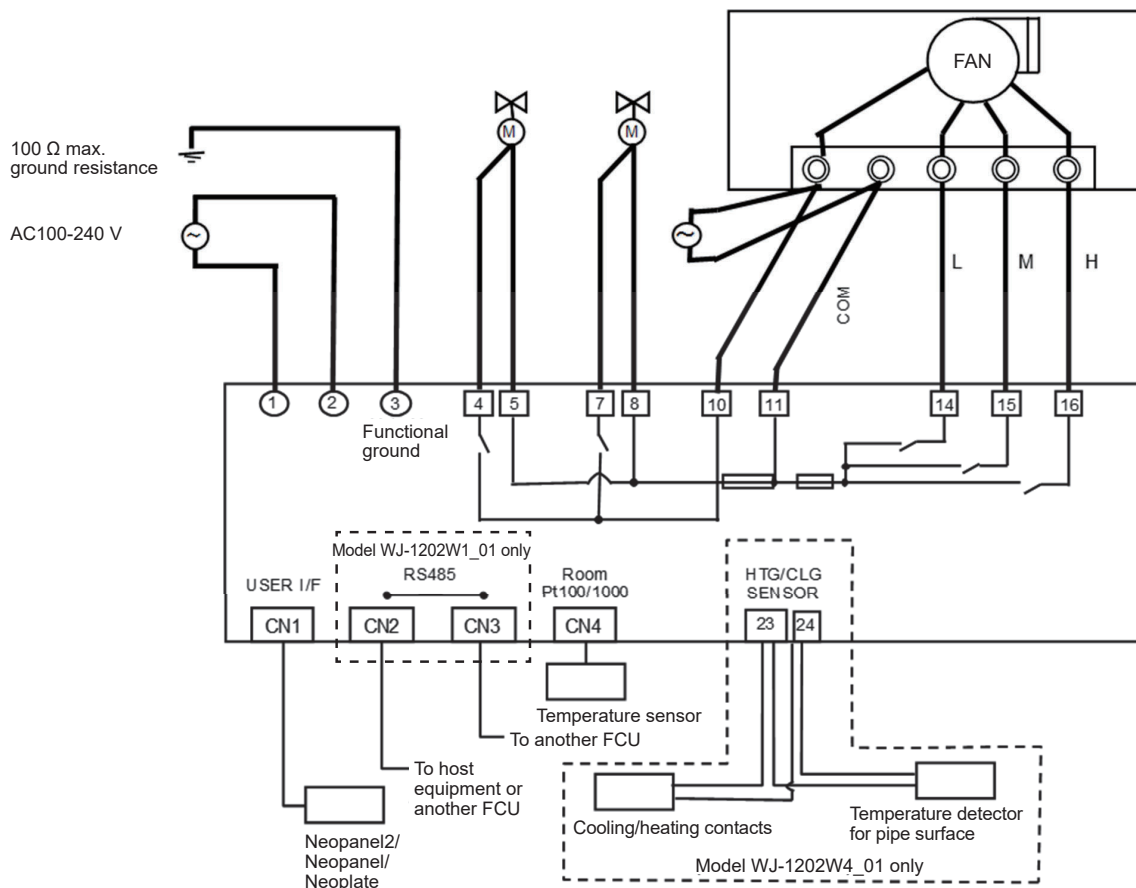 FAN
M
M
100 Ω max.
ground resistance
AC100-240 V
~
~
L
M
H
COM
1
2
3
4
5
7
8
10
11
14
15
16
Functional
ground
Model WJ-1202W1_01 only
USER I/F
RS485
Room
Pt100/1000
HTG/CLG
SENSOR
CN1
CN2
CN3
CN4
23
24
Temperature sensor
To another FCU
To host
equipment or
another FCU
Neopanel2/
Neopanel/
Neoplate
Cooling/heating contacts
Temperature detector
for pipe surface
Model WJ-1202W4_01 only